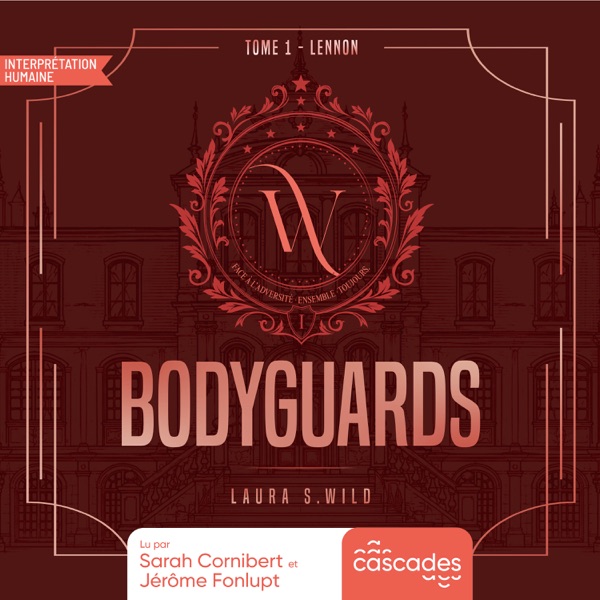 TOME 1 - LENNON
INTERPRÉTATION
HUMAINE
W
FACE À L'ADVERSITÉ · ENSEMBLE · TOUJOURS
I
BODYGUARDS
LAURA S.WILD
Lu par
Sarah Cornibert et
Jérôme Fonlupt
cascades